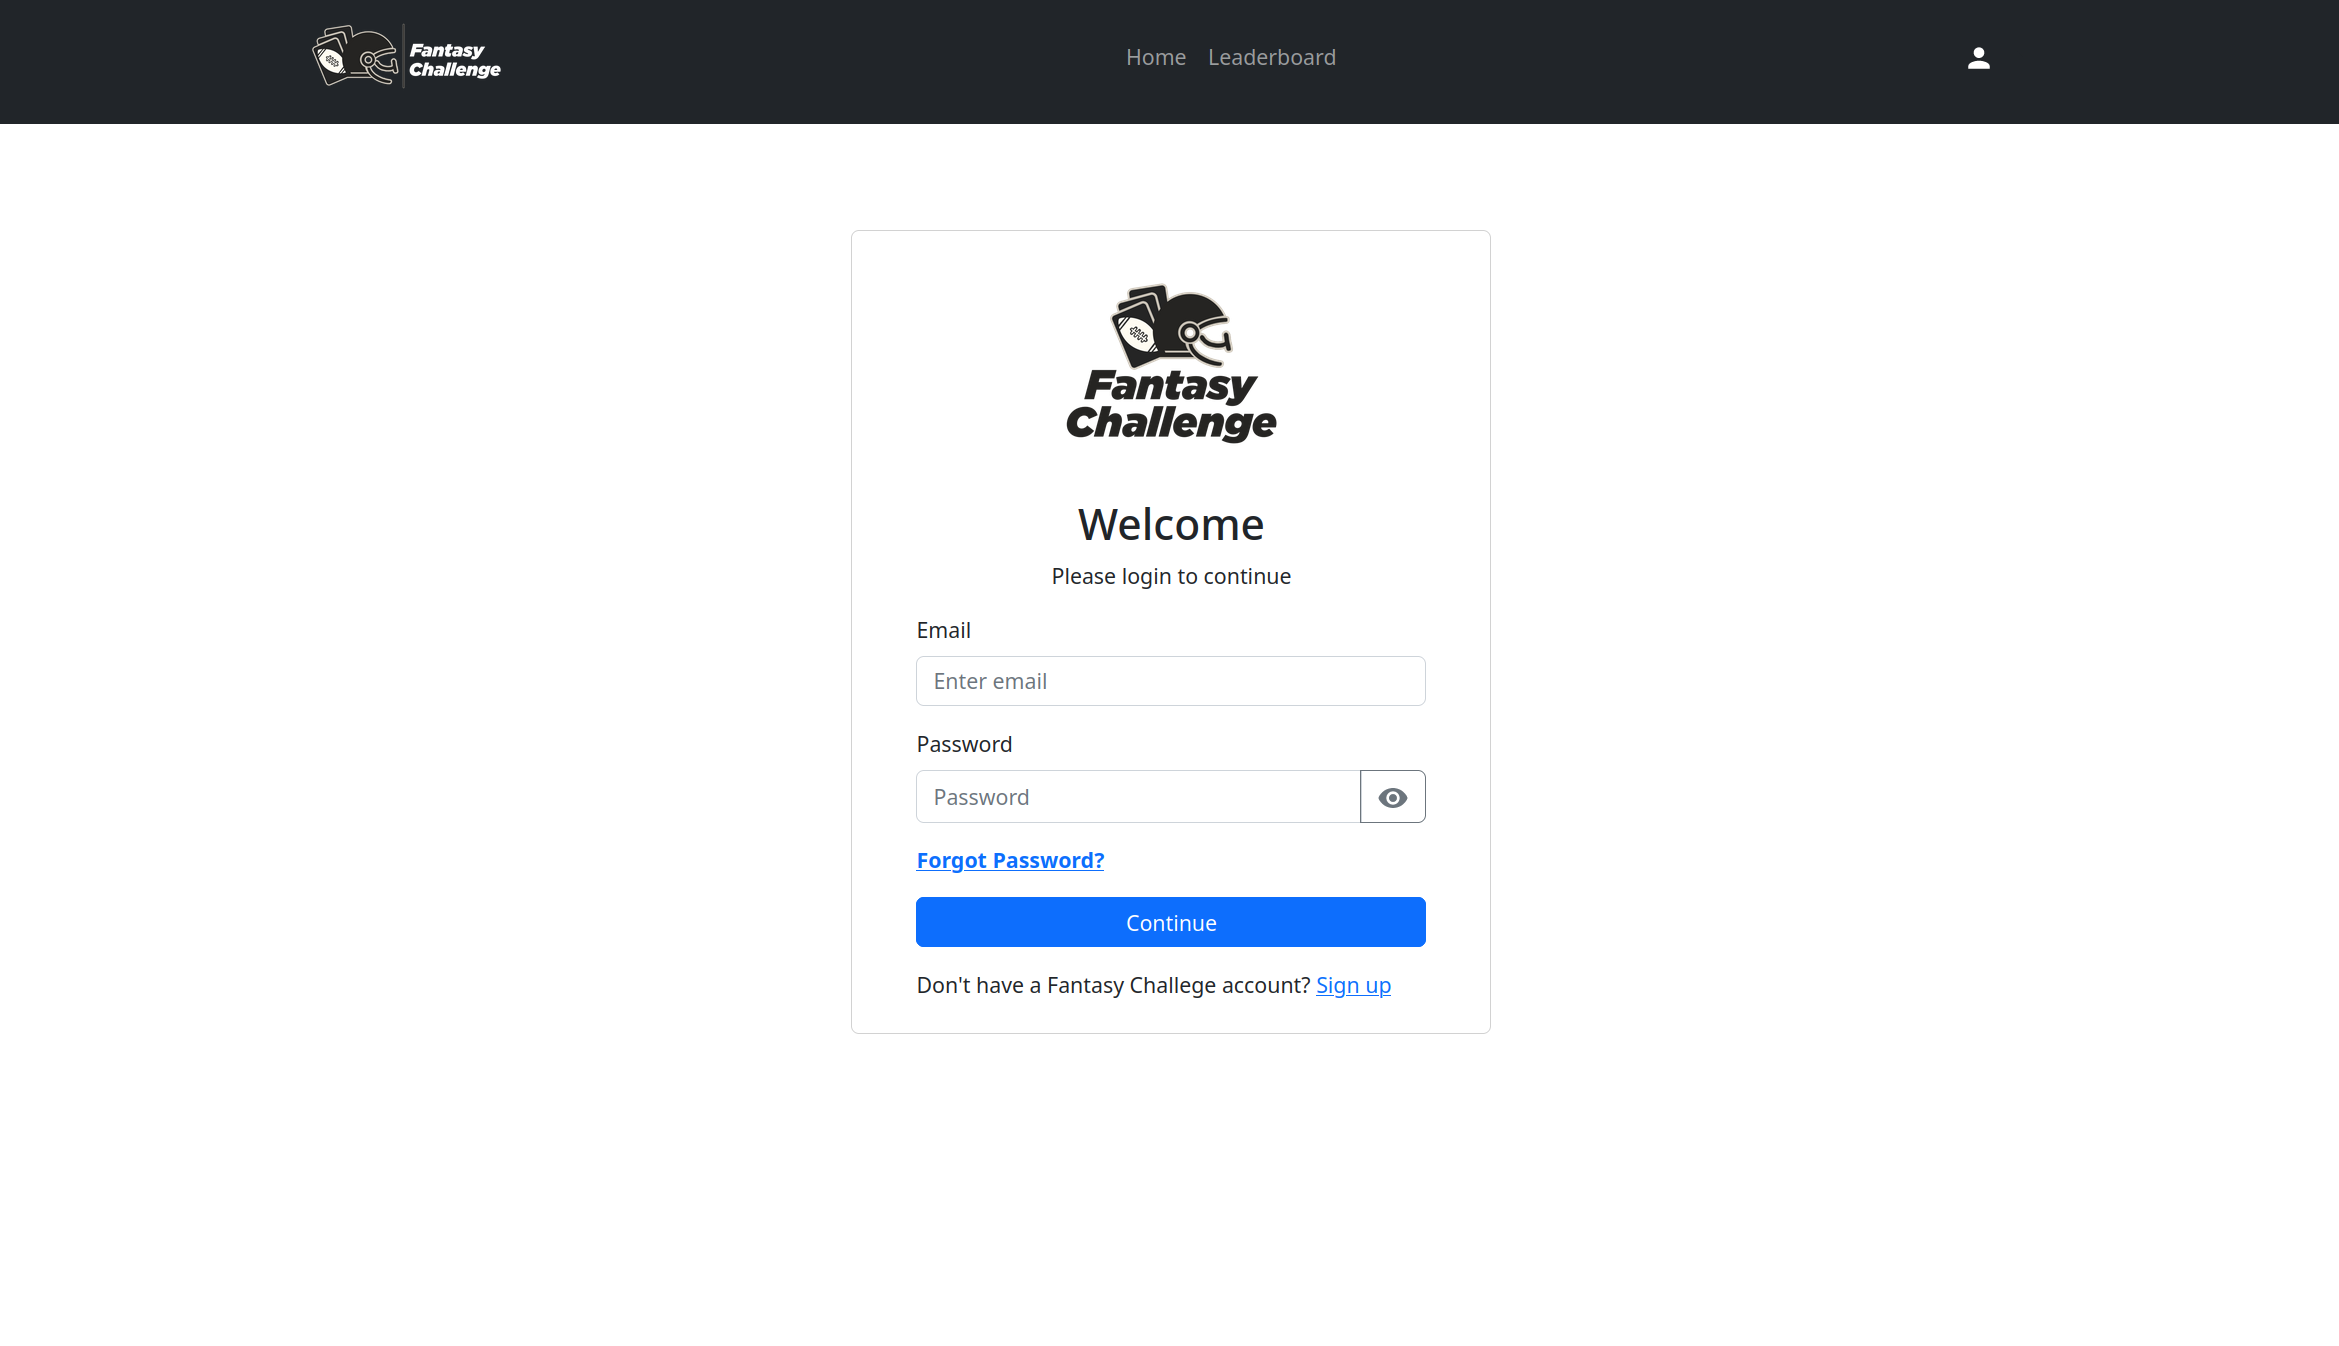 Fantasy
Challenge
Home Leaderboard
Fantasy
Challenge
Welcome
Please login to continue
Email
Enter email
Password
Password
Forgot Password?
Continue
Don't have a Fantasy Challege account? Sign up